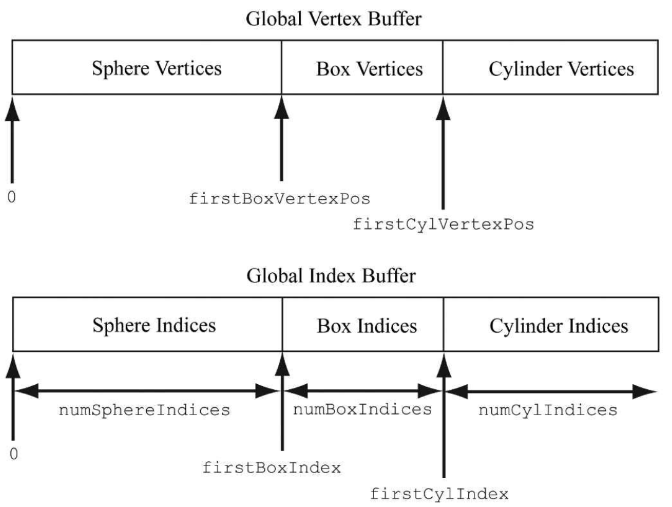 Global Vertex Buffer
Sphere Vertices Box Vertices Cylinder Vertices
0
firstBoxVertexPos
firstCylVertexPos
Global Index Buffer
Sphere Indices Box Indices Cylinder Indices
numSphereIndices numBoxIndices numCylIndices
0
firstBoxIndex
firstCylIndex